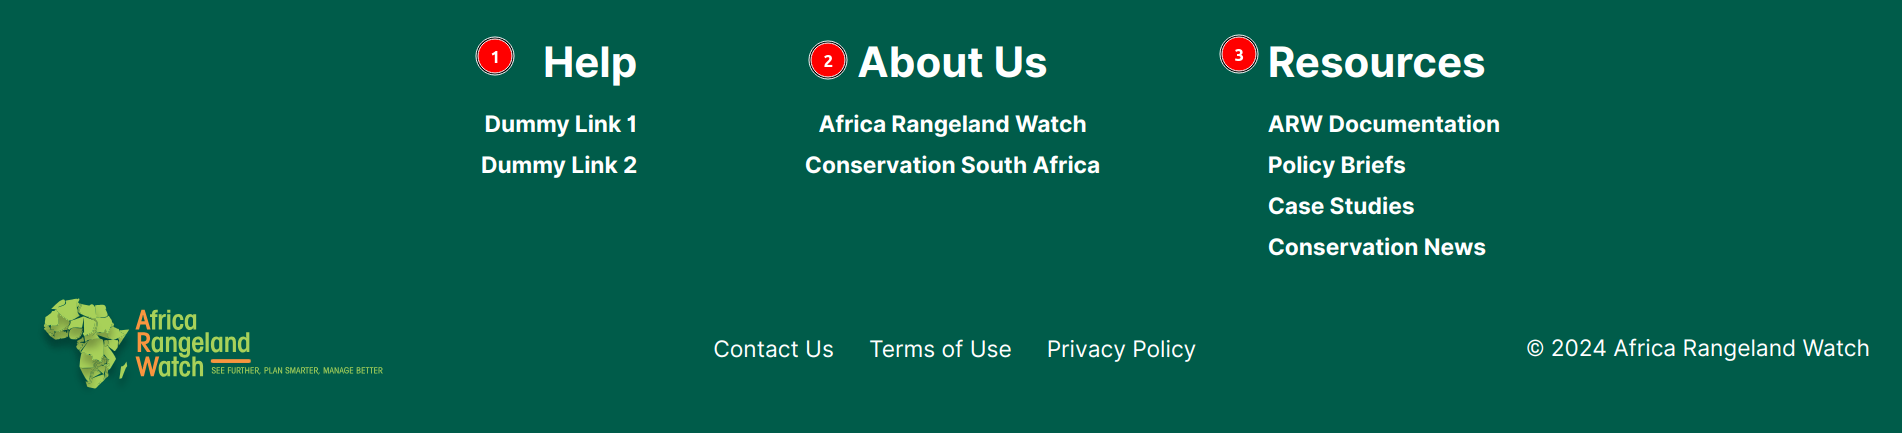 1 Help
Dummy Link 1
Dummy Link 2
2 About Us
Africa Rangeland Watch
Conservation South Africa
3 Resources
ARW Documentation
Policy Briefs
Case Studies
Conservation News
Africa
Rangeland
Watch SEE FURTHER, PLAN SMARTER, MANAGE BETTER
Contact Us Terms of Use Privacy Policy
© 2024 Africa Rangeland Watch